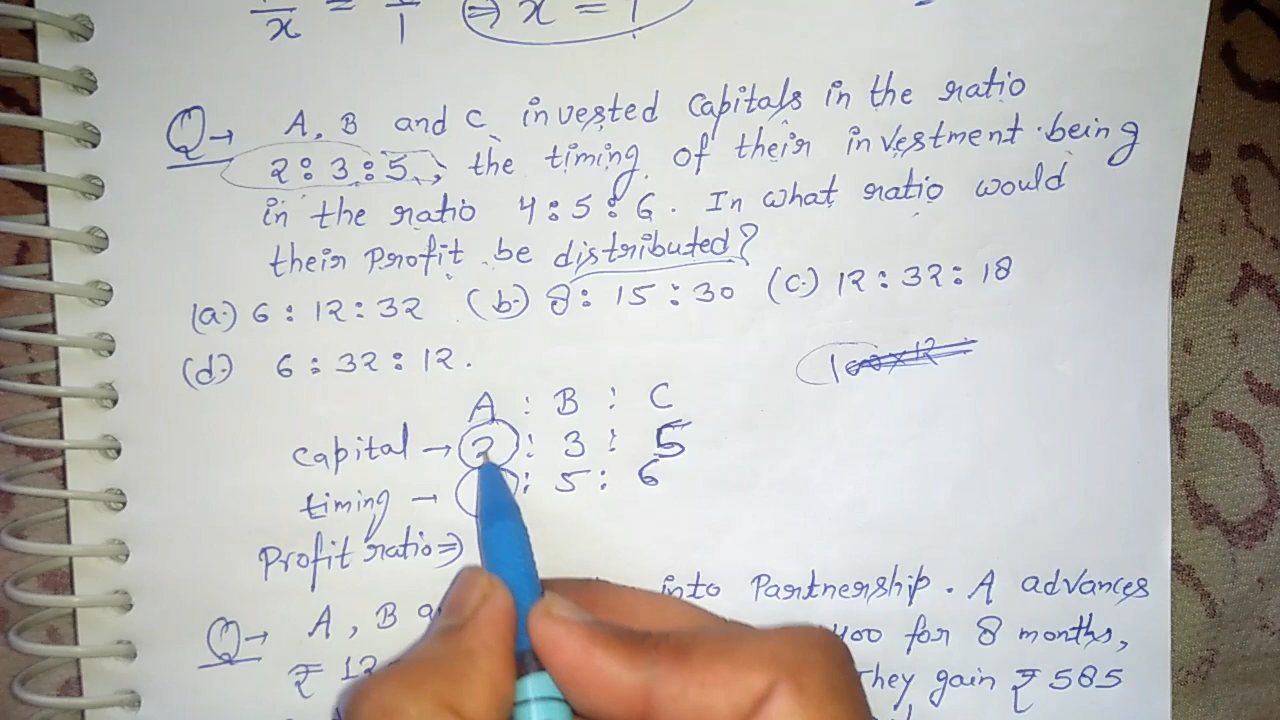 x = 1 ⇒ x = 1
Q→ A, B and C invested Capitals in the ratio
2:3:5, the timing of their investment being
in the ratio 4:5:6. In what ratio would
their Profit be distributed?
(a.) 6 : 12 : 32 (b.) 8 : 15 : 30 (c.) 12 : 32 : 18
(d.) 6 : 32 : 12.
A : B : C
Capital → 2 : 3 : 5
timing → : 5 : 6
Profit ratio ⇒
Q→ A, B into Partnership. A advances
₹ 12 400 for 8 months,
They gain ₹ 585